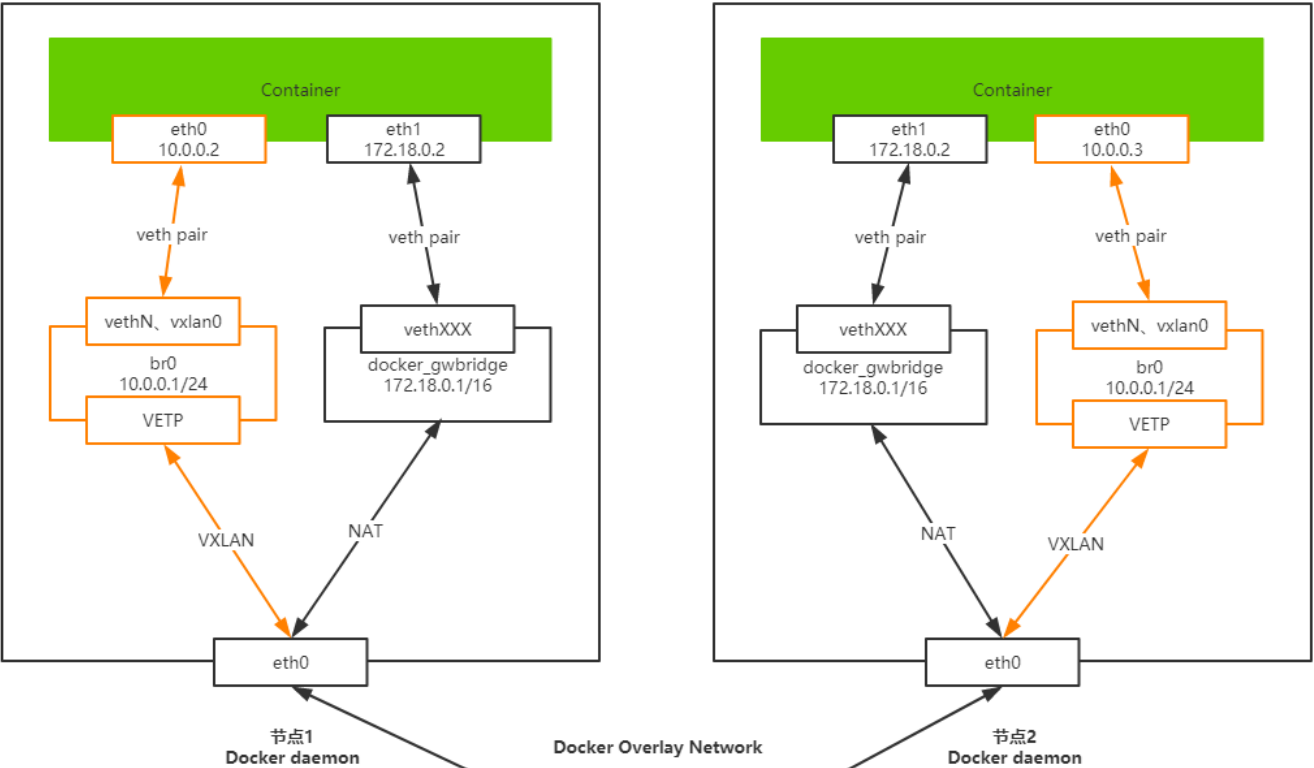 Container
eth0
10.0.0.2
eth1
172.18.0.2
veth pair
veth pair
vethN、vxlan0
br0
10.0.0.1/24
VETP
vethXXX
docker_gwbridge
172.18.0.1/16
VXLAN
NAT
eth0
节点1
Docker daemon
Docker Overlay Network
Container
eth1
172.18.0.2
eth0
10.0.0.3
veth pair
veth pair
vethXXX
docker_gwbridge
172.18.0.1/16
vethN、vxlan0
br0
10.0.0.1/24
VETP
NAT
VXLAN
eth0
节点2
Docker daemon